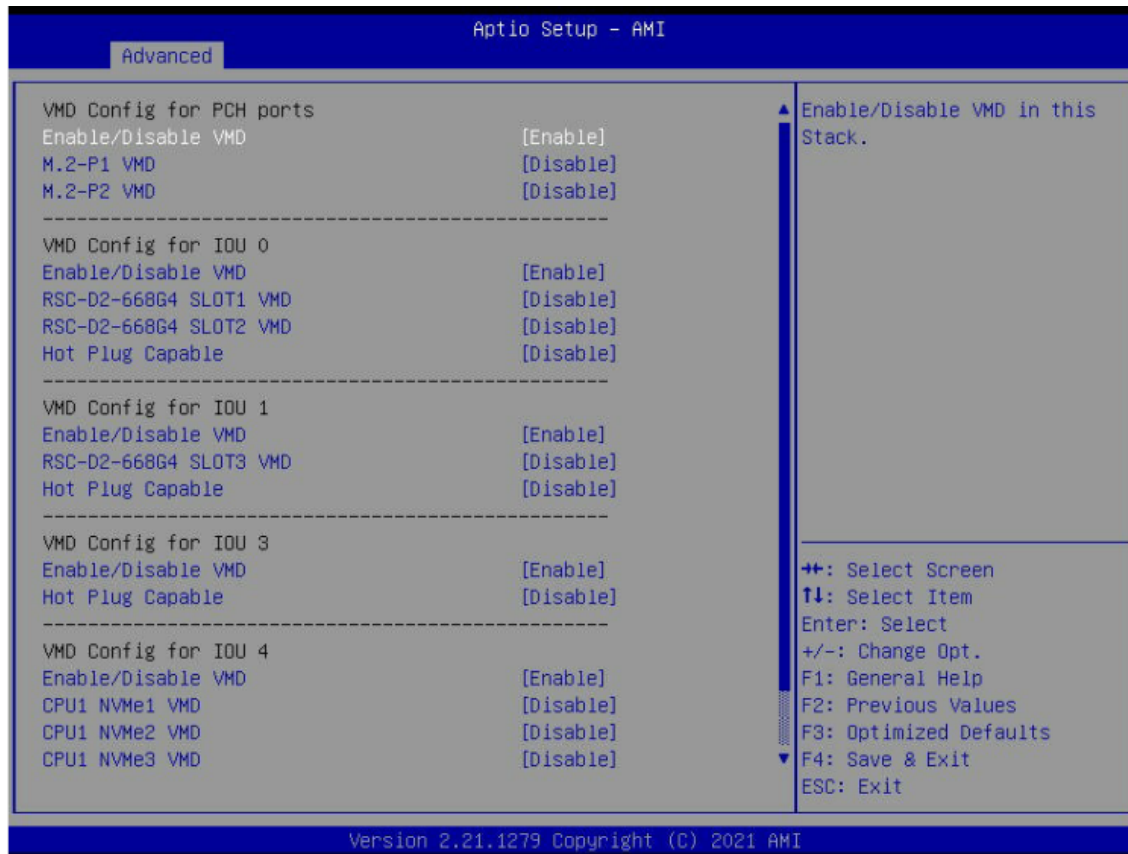 Aptio Setup – AMI
Advanced
VMD Config for PCH ports
Enable/Disable VMD [Enable]
M.2-P1 VMD [Disable]
M.2-P2 VMD [Disable]
VMD Config for IOU 0
Enable/Disable VMD [Enable]
RSC-D2-668G4 SLOT1 VMD [Disable]
RSC-D2-668G4 SLOT2 VMD [Disable]
Hot Plug Capable [Disable]
VMD Config for IOU 1
Enable/Disable VMD [Enable]
RSC-D2-668G4 SLOT3 VMD [Disable]
Hot Plug Capable [Disable]
VMD Config for IOU 3
Enable/Disable VMD [Enable]
Hot Plug Capable [Disable]
VMD Config for IOU 4
Enable/Disable VMD [Enable]
CPU1 NVMe1 VMD [Disable]
CPU1 NVMe2 VMD [Disable]
CPU1 NVMe3 VMD [Disable]
Enable/Disable VMD in this
Stack.
→←: Select Screen
↑↓: Select Item
Enter: Select
+/-: Change Opt.
F1: General Help
F2: Previous Values
F3: Optimized Defaults
F4: Save & Exit
ESC: Exit
Version 2.21.1279 Copyright (C) 2021 AMI